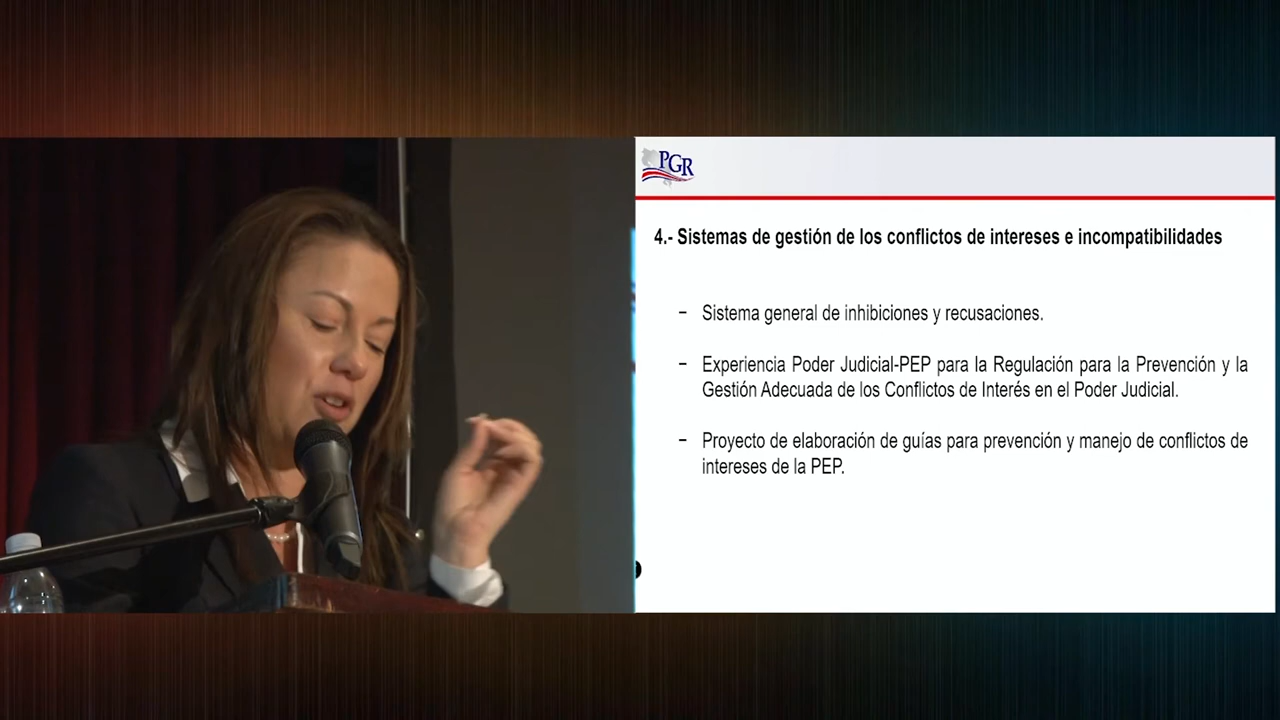 PGR
4.- Sistemas de gestión de los conflictos de intereses e incompatibilidades
− Sistema general de inhibiciones y recusaciones.
− Experiencia Poder Judicial-PEP para la Regulación para la Prevención y la
Gestión Adecuada de los Conflictos de Interés en el Poder Judicial.
− Proyecto de elaboración de guías para prevención y manejo de conflictos de
intereses de la PEP.